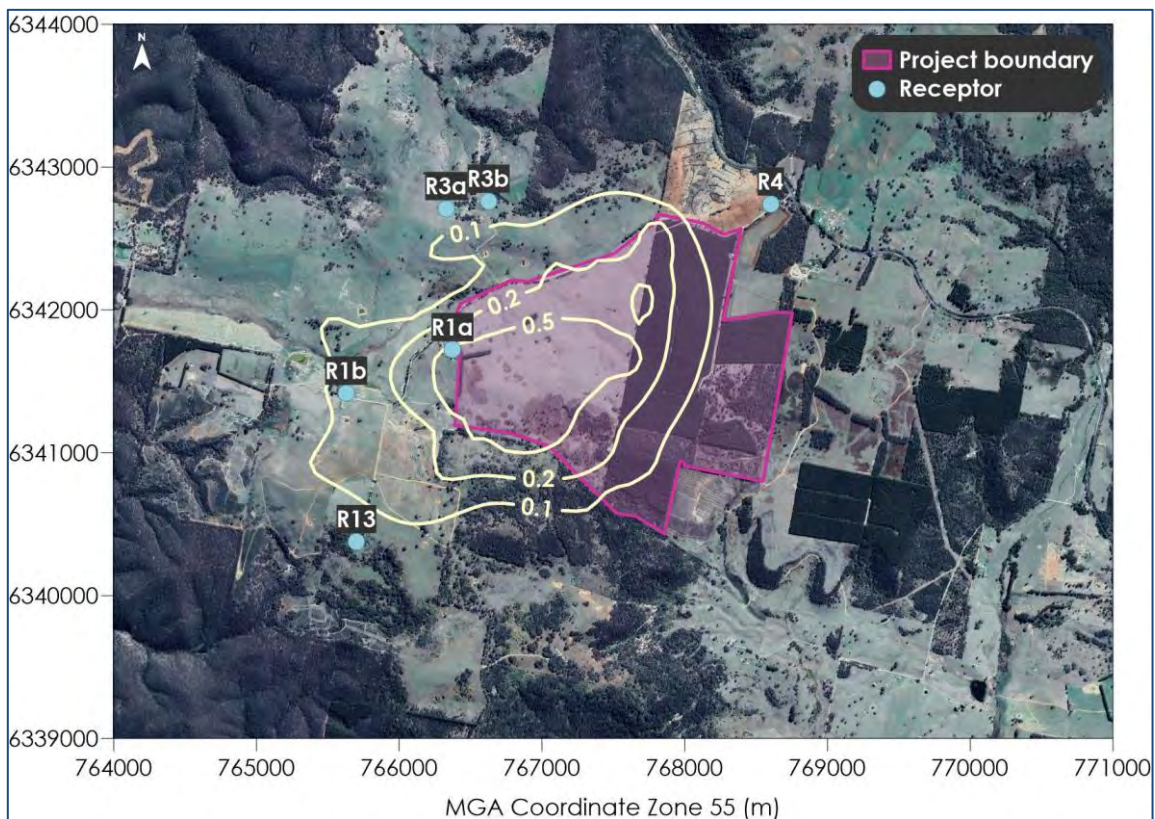 6344000
N
Project boundary
Receptor
6343000
R3a
R3b
R4
0.1
6342000
0.2
R1a
0.5
R1b
6341000
0.2
0.1
R13
6340000
6339000
764000 765000 766000 767000 768000 769000 770000 771000
MGA Coordinate Zone 55 (m)